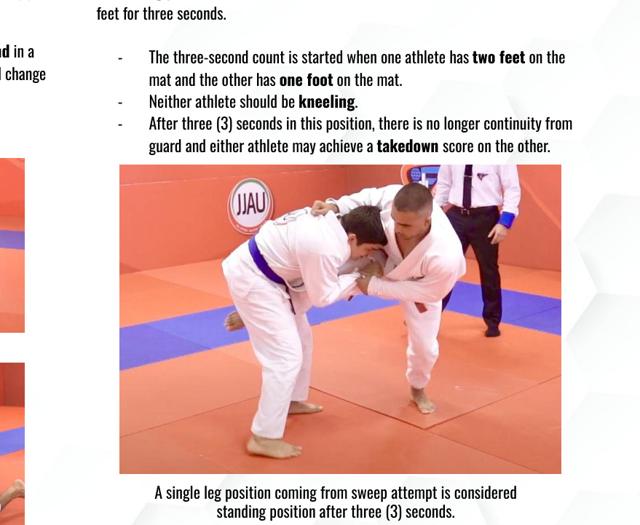 feet for three seconds.
in a
change
- The three-second count is started when one athlete has two feet on the
mat and the other has one foot on the mat.
- Neither athlete should be kneeling.
- After three (3) seconds in this position, there is no longer continuity from
guard and either athlete may achieve a takedown score on the other.
JJAU
A single leg position coming from sweep attempt is considered
standing position after three (3) seconds.